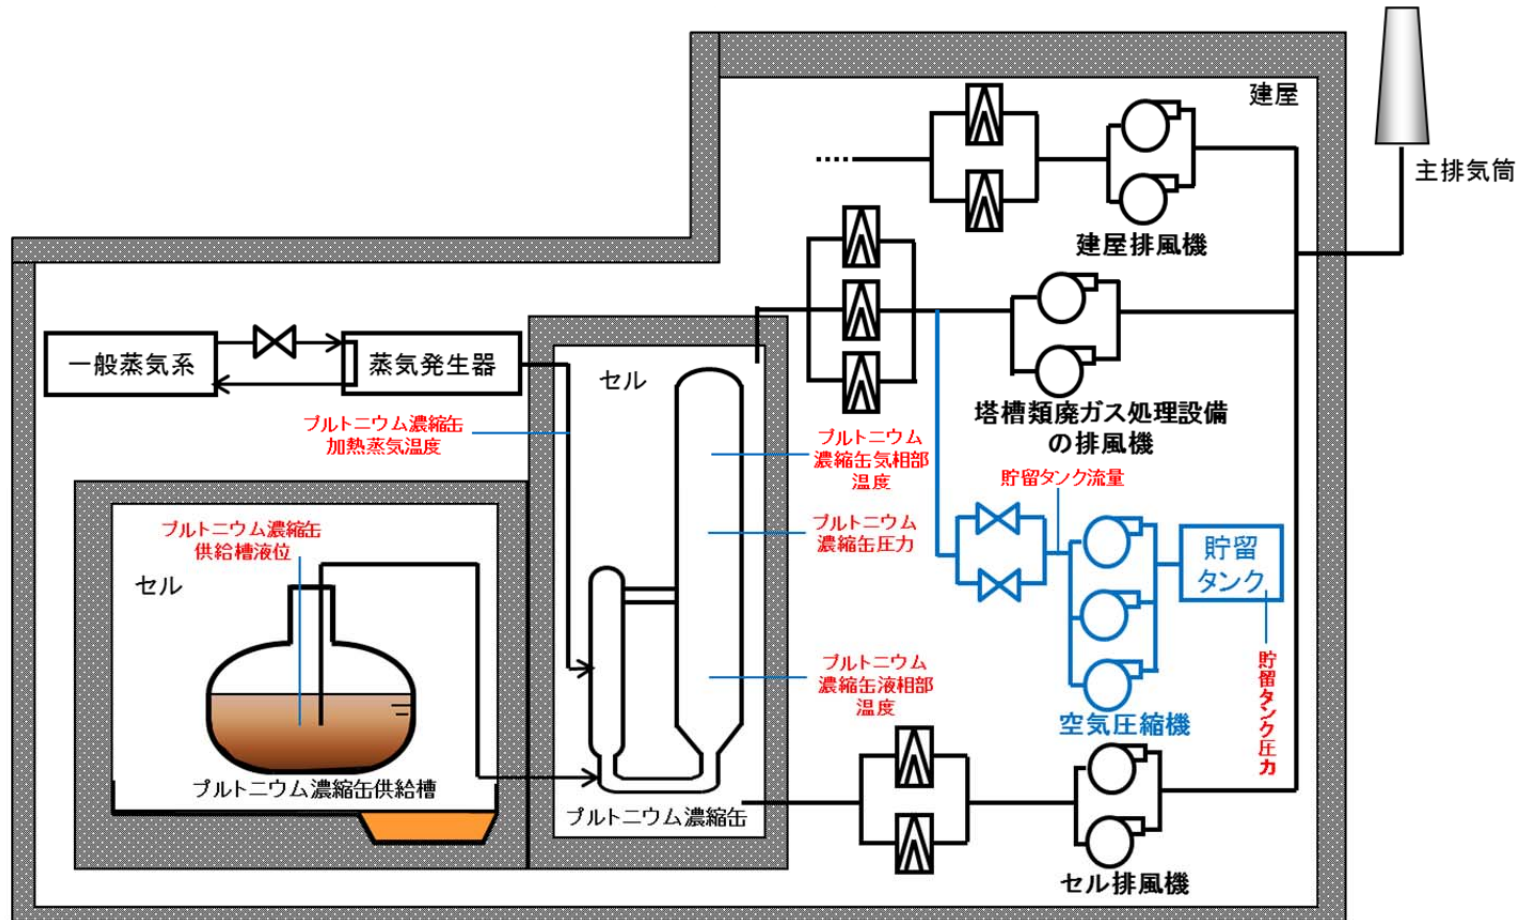 建屋
主排気筒
建屋排風機
一般蒸気系
蒸気発生器
セル
塔槽類廃ガス処理設備
の排風機
プルトニウム濃縮缶
加熱蒸気温度
プルトニウム
濃縮缶気相部
温度
貯留タンク流量
プルトニウム濃縮缶
供給槽液位
プルトニウム
濃縮缶圧力
貯留
タンク
セル
プルトニウム
濃縮缶液相部
温度
貯留タンク圧力
空気圧縮機
プルトニウム濃縮缶供給槽
プルトニウム濃縮缶
セル排風機